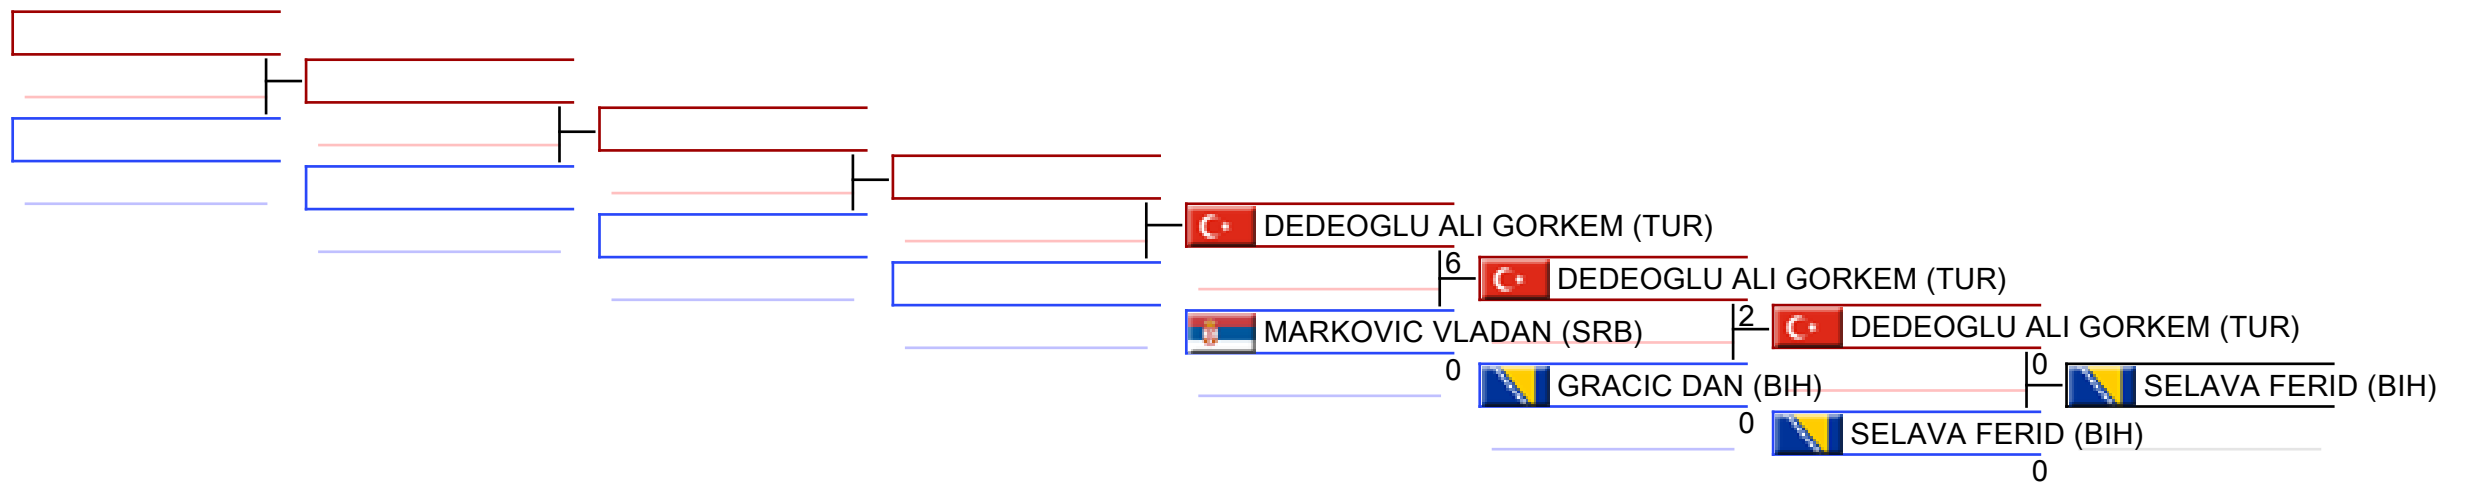 DEDEOGLU ALI GORKEM (TUR)
6
DEDEOGLU ALI GORKEM (TUR)
MARKOVIC VLADAN (SRB)
0
2
DEDEOGLU ALI GORKEM (TUR)
GRACIC DAN (BIH)
0
0
SELAVA FERID (BIH)
SELAVA FERID (BIH)
0